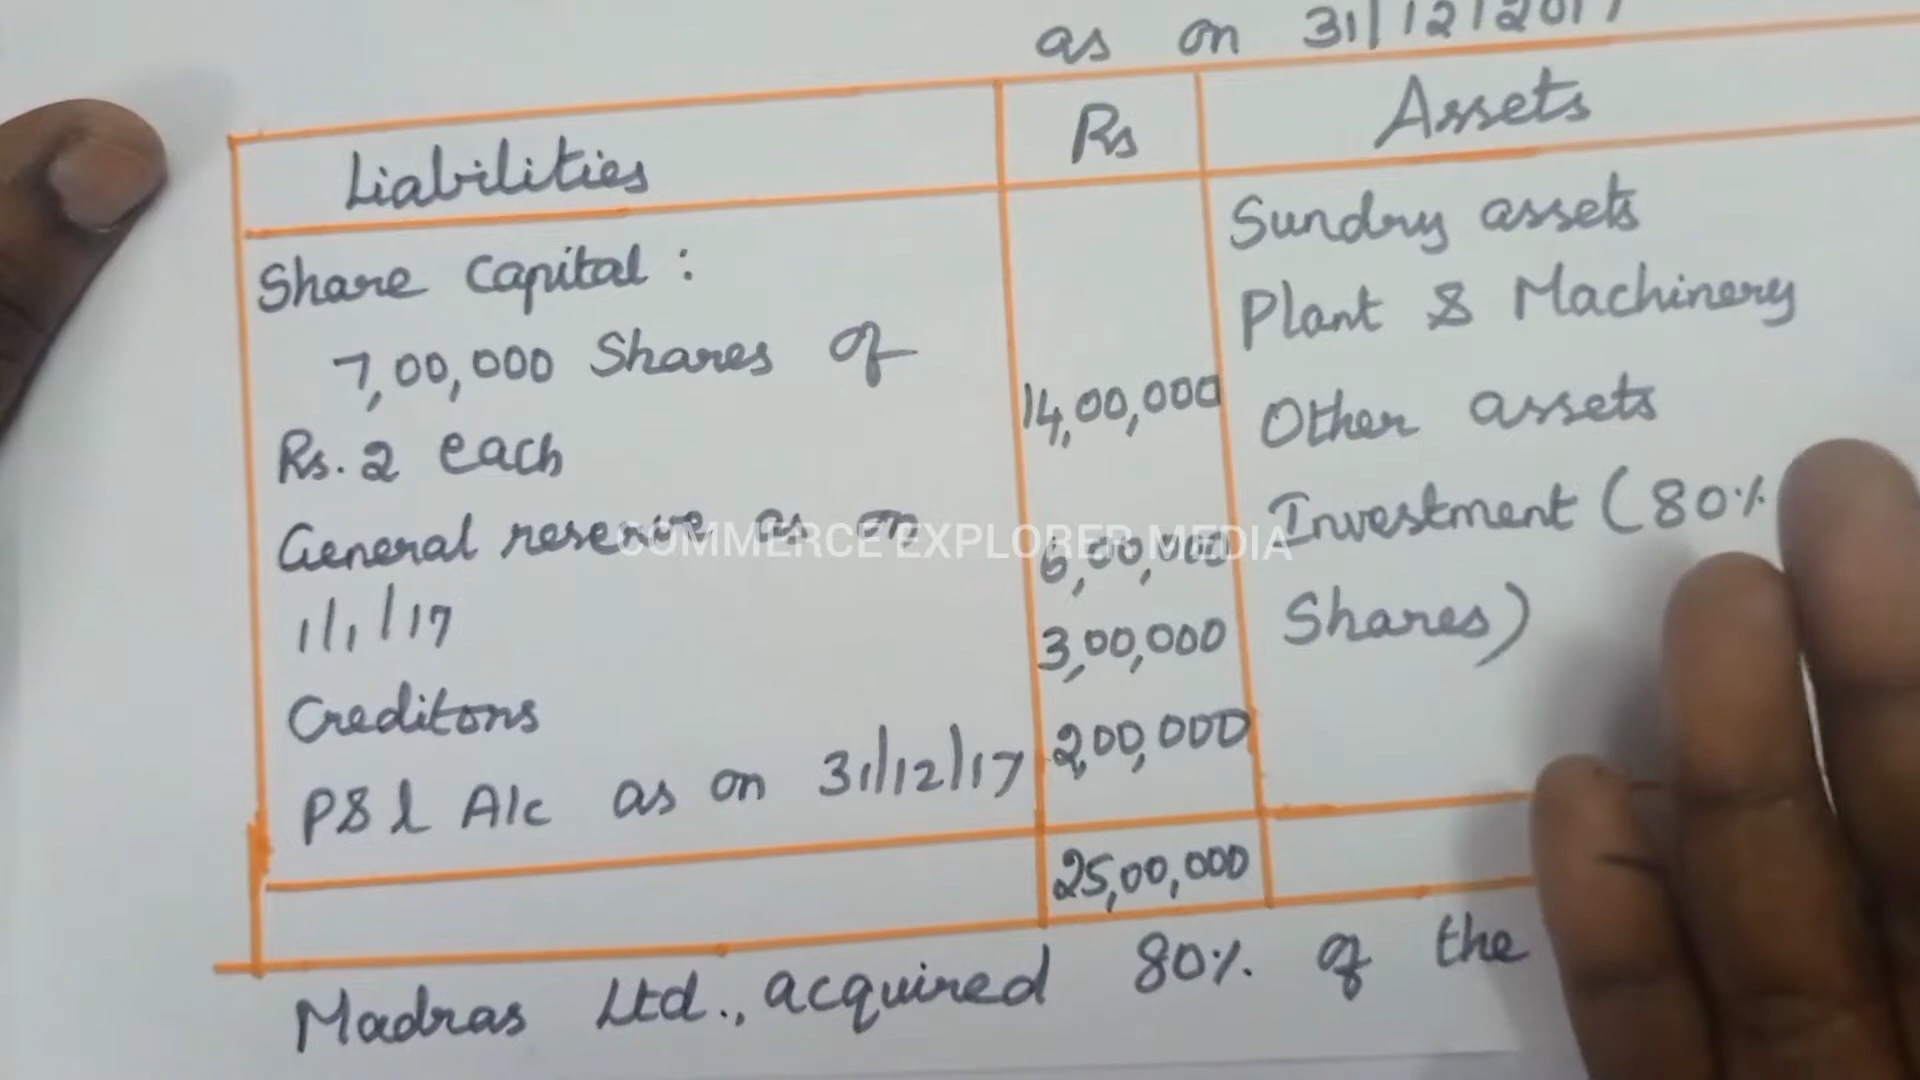 as on 31/12/2017
Liabilities Rs Assets
Share Capital : Sundry assets
7,00,000 Shares of Plant & Machinery
Rs. 2 each 14,00,000 Other assets
General reserve as on 6,00,000 Investment (80%
1/1/17 3,00,000 Shares)
Creditors 2,00,000
P&L A/c as on 31/12/17
25,00,000
Madras Ltd., acquired 80% of the
COMMERCE EXPLORER MEDIA